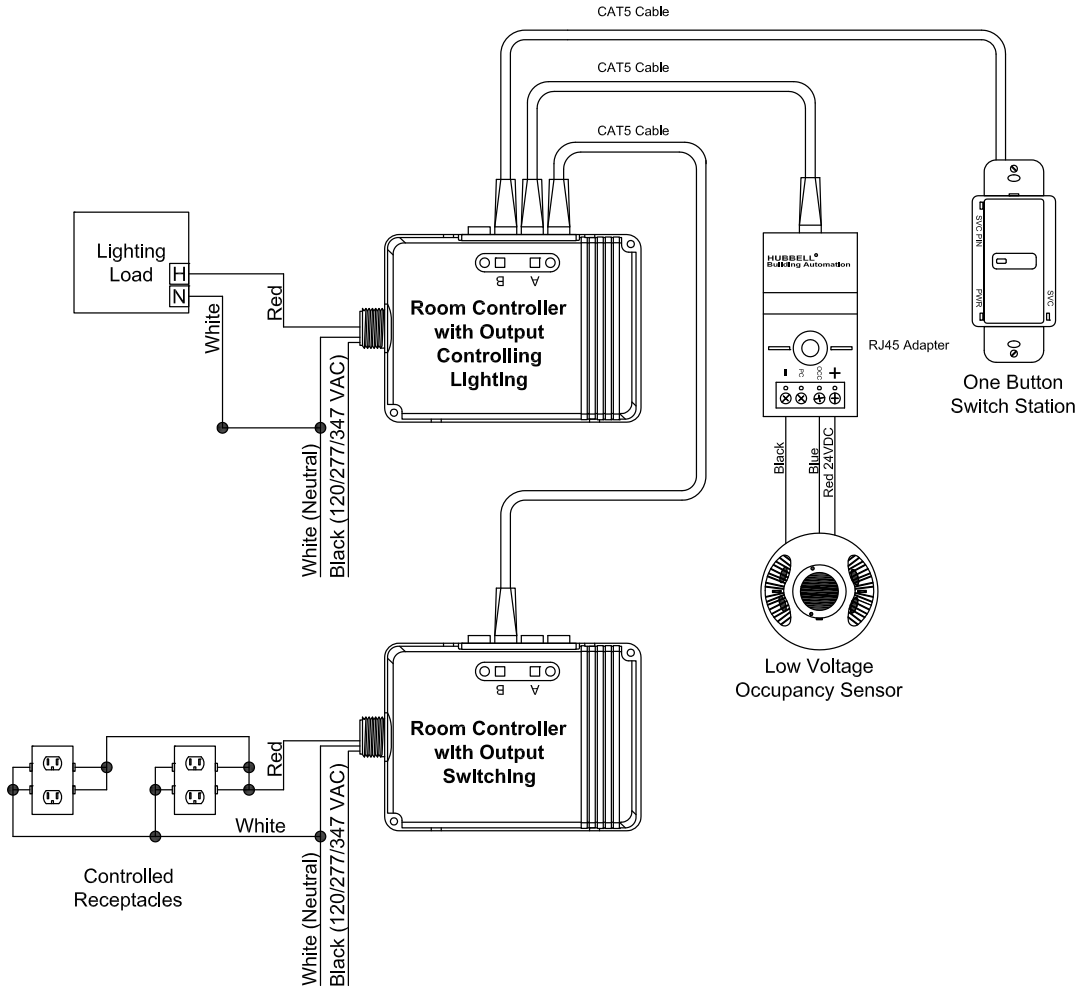 CAT5 Cable
CAT5 Cable
CAT5 Cable
Lighting
Load
H
N
Red
White
White (Neutral)
Black (120/277/347 VAC)
B
A
Room Controller
with Output
Controlling
Lighting
HUBBELL®
Building Automation
RJ45 Adapter
-
PC
OCC
+
Black
Blue
Red 24VDC
Low Voltage
Occupancy Sensor
SVC PIN
PWR
SVC
One Button
Switch Station
B
A
Room Controller
with Output
Switching
Red
White
White (Neutral)
Black (120/277/347 VAC)
Controlled
Receptacles